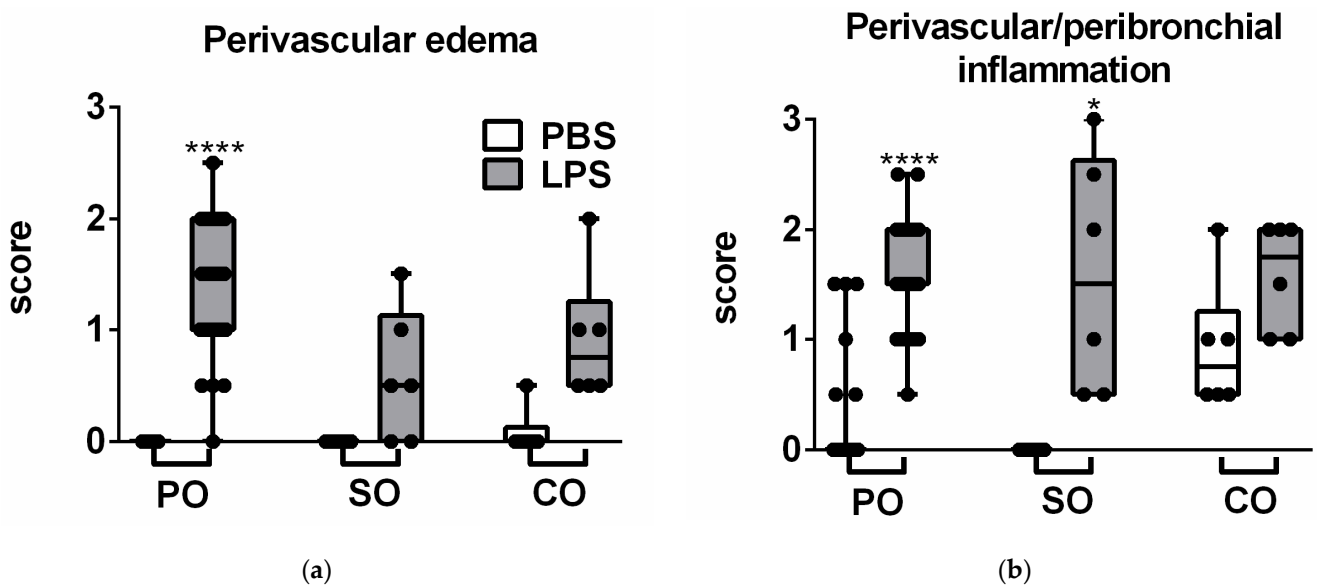 Perivascular edema
3
2
1
0
score
****
PBS
LPS
PO
SO
CO
(a)
Perivascular/peribronchial
inflammation
3
2
1
0
score
****
*
PO
SO
CO
(b)